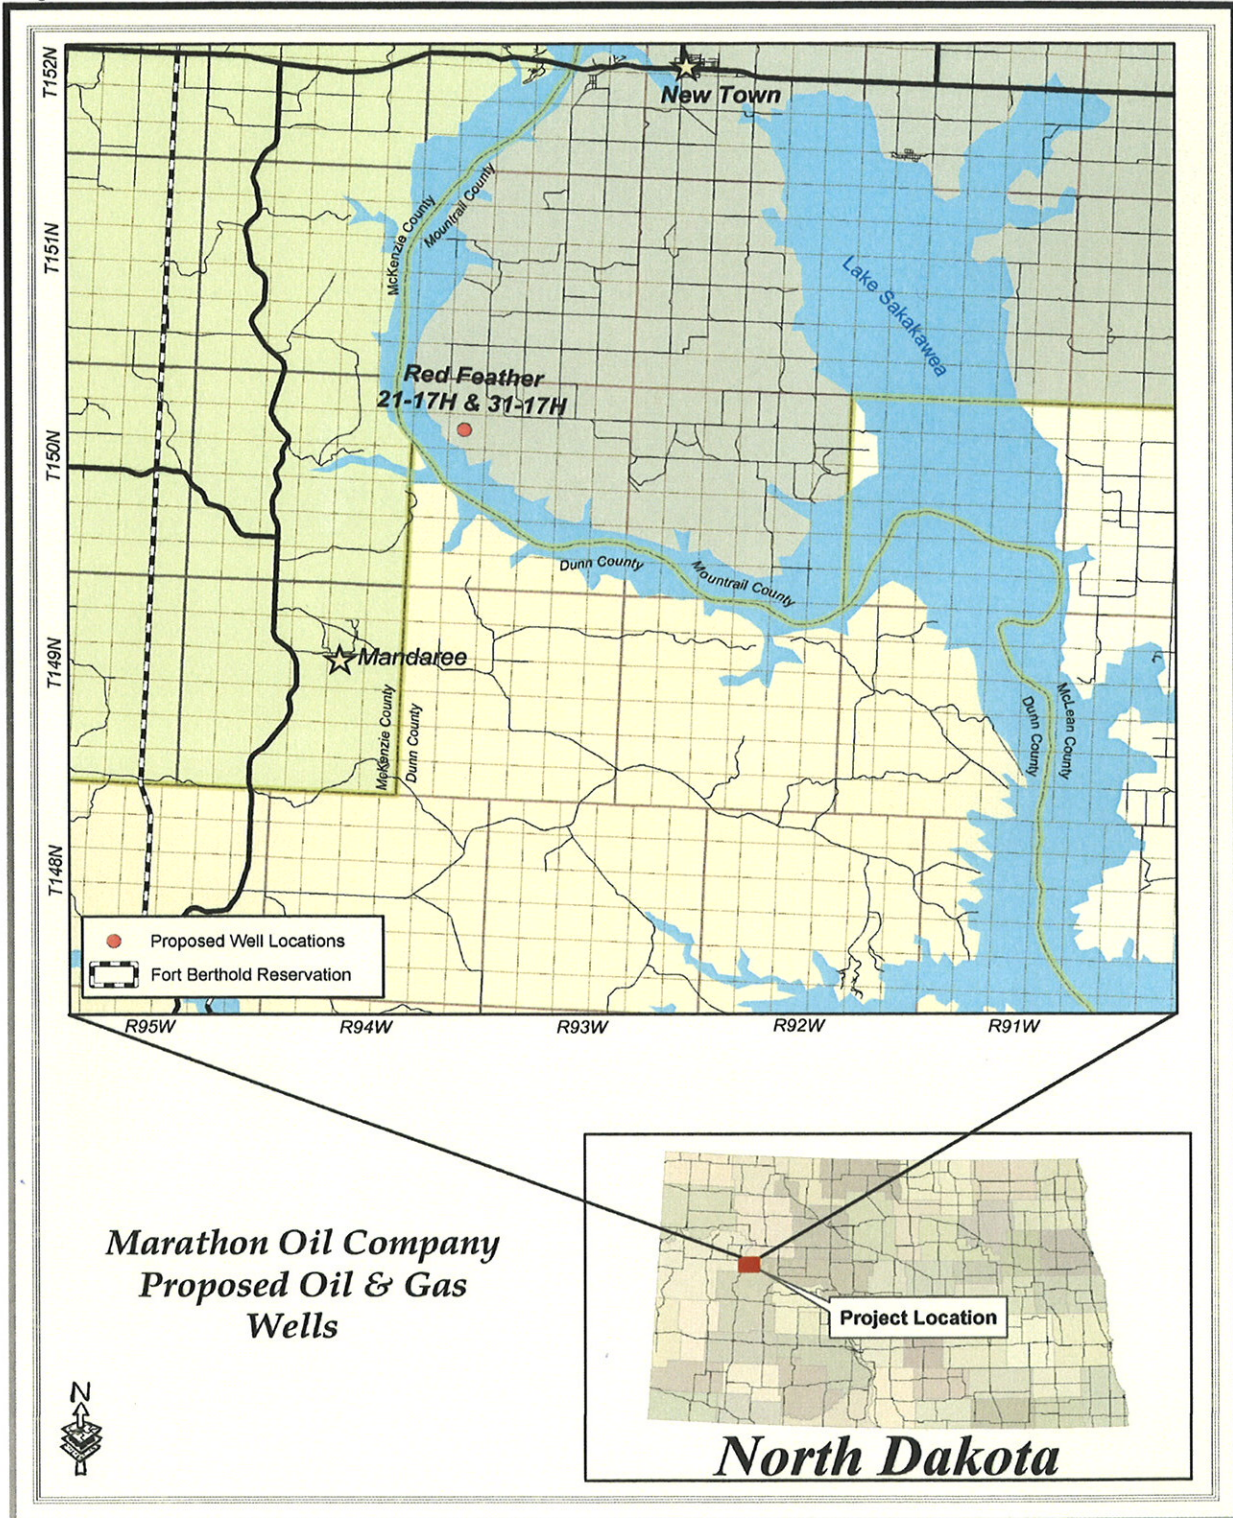 T152N
T151N
T150N
T149N
T148N
New Town
McKenzie County
Mountrail County
Lake Sakakawea
Red Feather
21-17H & 31-17H
Dunn County
Mountrail County
Mandaree
McKenzie County
Dunn County
Dunn County
McLean County
Proposed Well Locations
Fort Berthold Reservation
R95W
R94W
R93W
R92W
R91W
Marathon Oil Company
Proposed Oil & Gas
Wells
Project Location
N
North Dakota